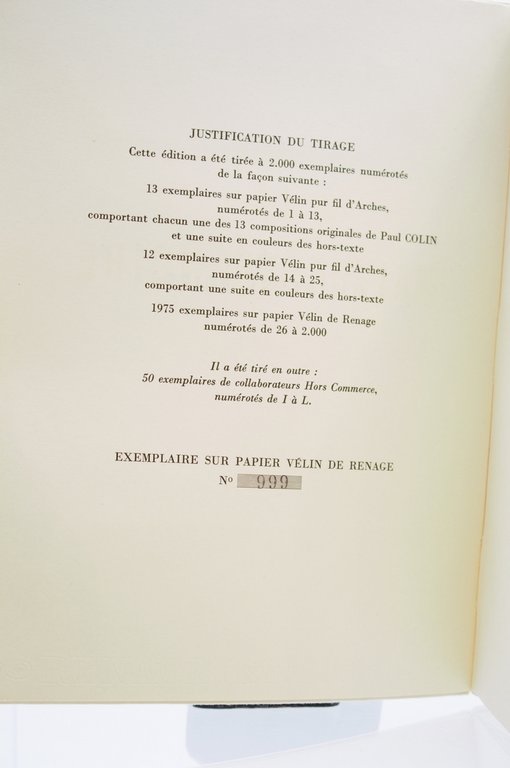 JUSTIFICATION DU TIRAGE
Cette édition a été tirée à 2.000 exemplaires numérotés
de la façon suivante :
13 exemplaires sur papier Vélin pur fil d'Arches,
numérotés de 1 à 13,
comportant chacun une des 13 compositions originales de Paul COLIN
et une suite en couleurs des hors-texte
12 exemplaires sur papier Vélin pur fil d'Arches,
numérotés de 14 à 25,
comportant une suite en couleurs des hors-texte
1975 exemplaires sur papier Vélin de Renage
numérotés de 26 à 2.000
Il a été tiré en outre :
50 exemplaires de collaborateurs Hors Commerce,
numérotés de I à L.
EXEMPLAIRE SUR PAPIER VÉLIN DE RENAGE
Nº 999